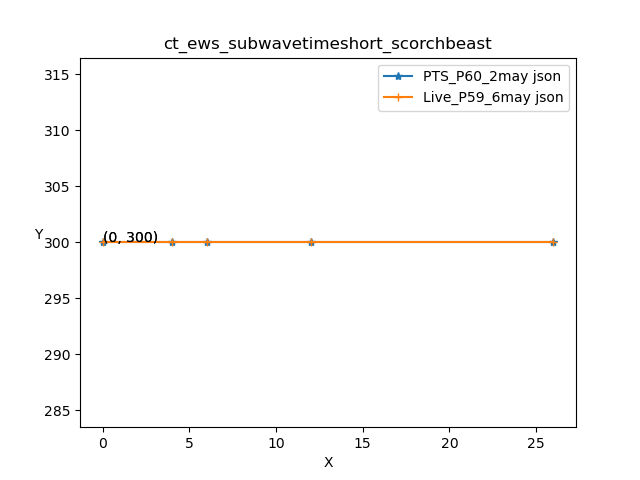 ct_ews_subwavetimeshort_scorchbeast
PTS_P60_2may json
Live_P59_6may json
315
310
305
Y
300
295
290
285
(0, 300)
0
5
10
15
20
25
X